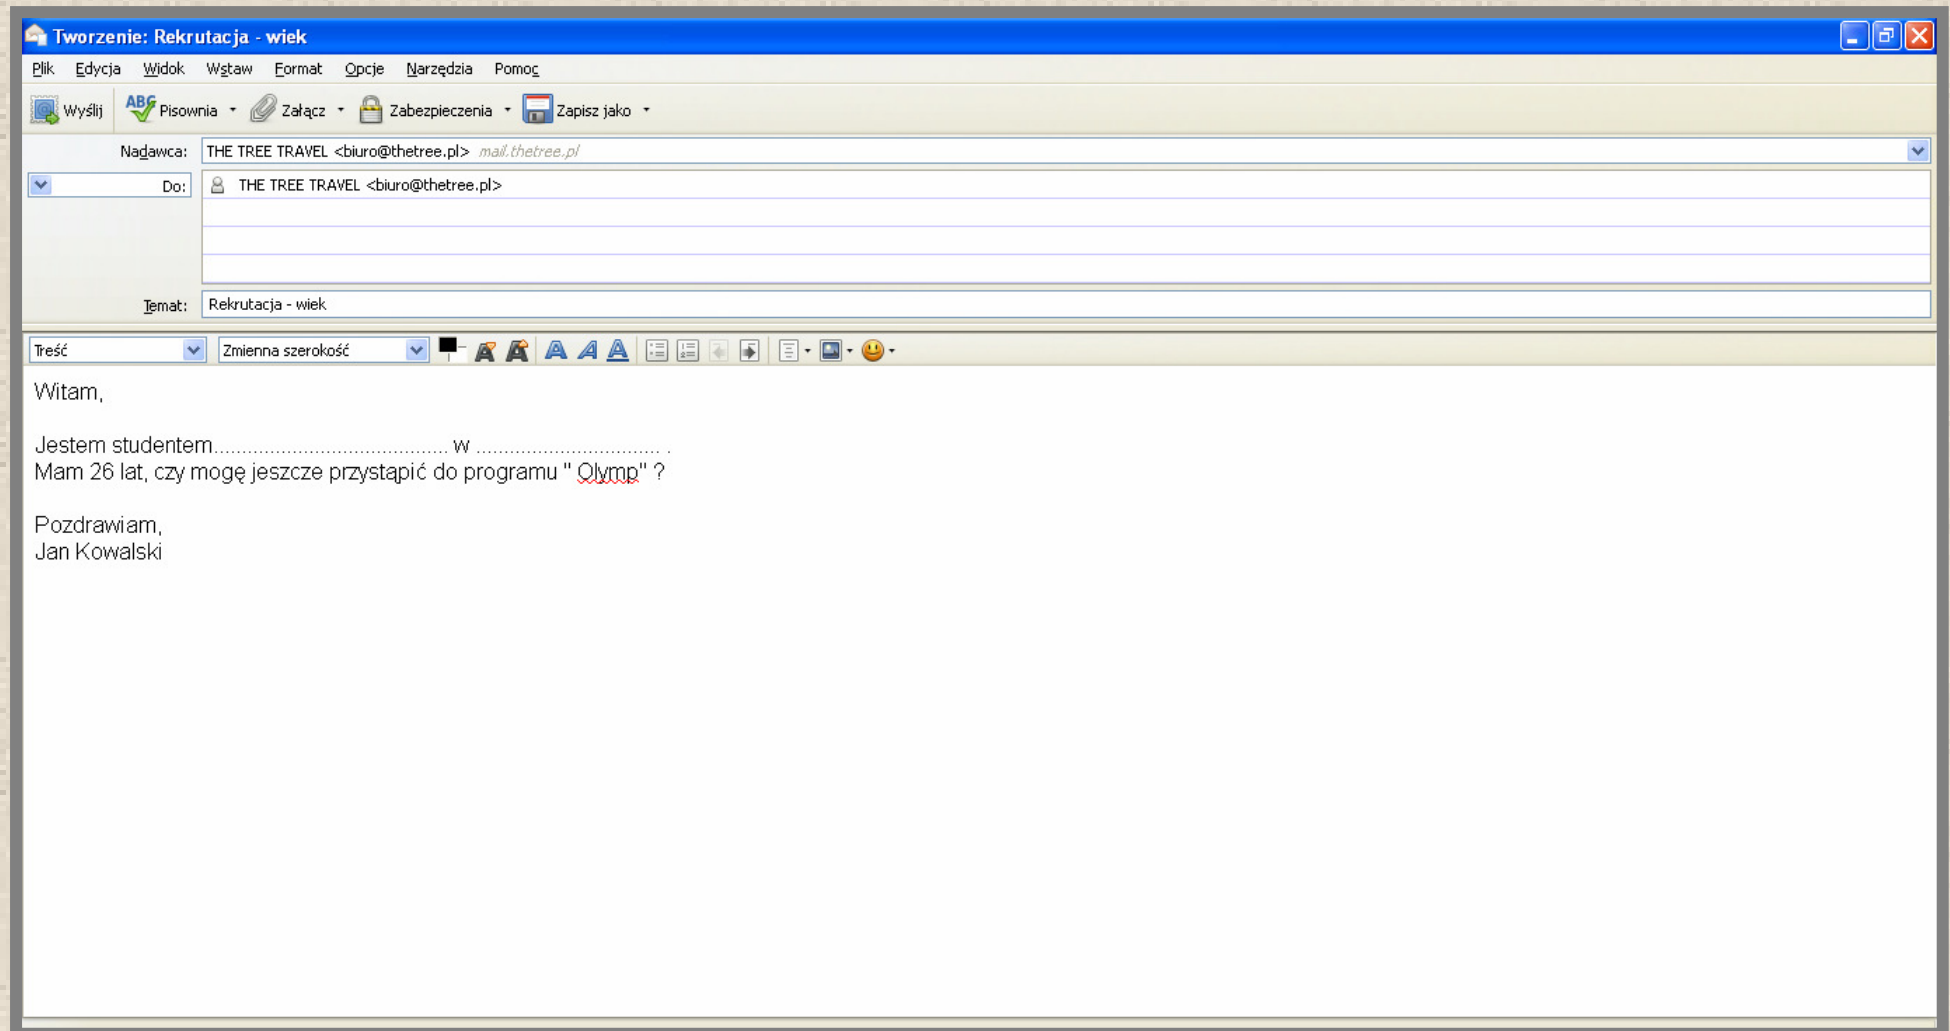 Tworzenie: Rekrutacja - wiek
Plik Edycja Widok Wstaw Format Opcje Narzędzia Pomoc
Wyślij ABC Pisownia Załącz Zabezpieczenia Zapisz jako
Nadawca: THE TREE TRAVEL <biuro@thetree.pl> mail.thetree.pl
Do: THE TREE TRAVEL <biuro@thetree.pl>
Temat: Rekrutacja - wiek
Treść Zmienna szerokość
Witam,
Jestem studentem.......................................... w ................................. .
Mam 26 lat, czy mogę jeszcze przystąpić do programu " Olymp" ?
Pozdrawiam,
Jan Kowalski